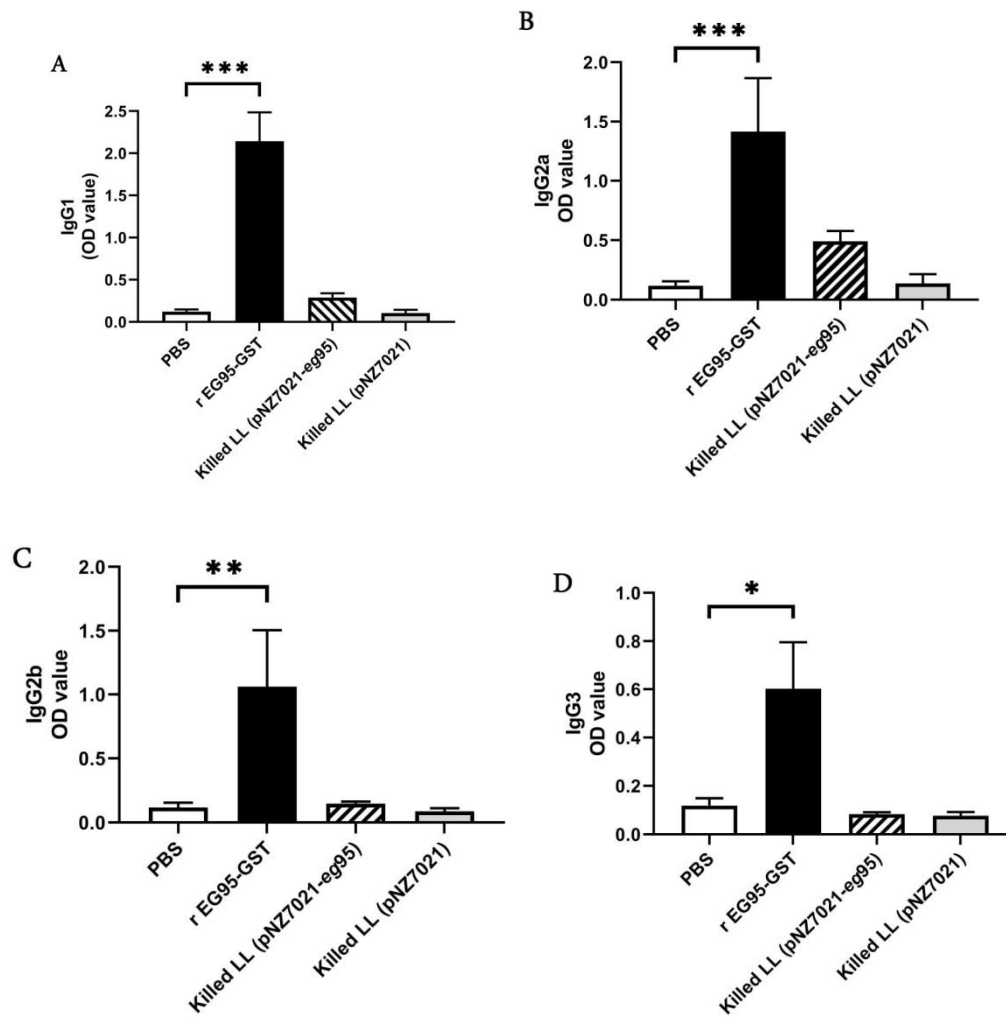 A
***
IgG1
(OD value)
2.5
2.0
1.5
1.0
0.5
0.0
PBS
r EG95-GST
Killed LL (pNZ7021-eg95)
Killed LL (pNZ7021)
B
***
IgG2a
OD value
2.0
1.5
1.0
0.5
0.0
PBS
r EG95-GST
Killed LL (pNZ7021-eg95)
Killed LL (pNZ7021)
C
**
IgG2b
OD value
2.0
1.5
1.0
0.5
0.0
PBS
r EG95-GST
Killed LL (pNZ7021-eg95)
Killed LL (pNZ7021)
D
*
IgG3
OD value
1.0
0.8
0.6
0.4
0.2
0.0
PBS
r EG95-GST
Killed LL (pNZ7021-eg95)
Killed LL (pNZ7021)